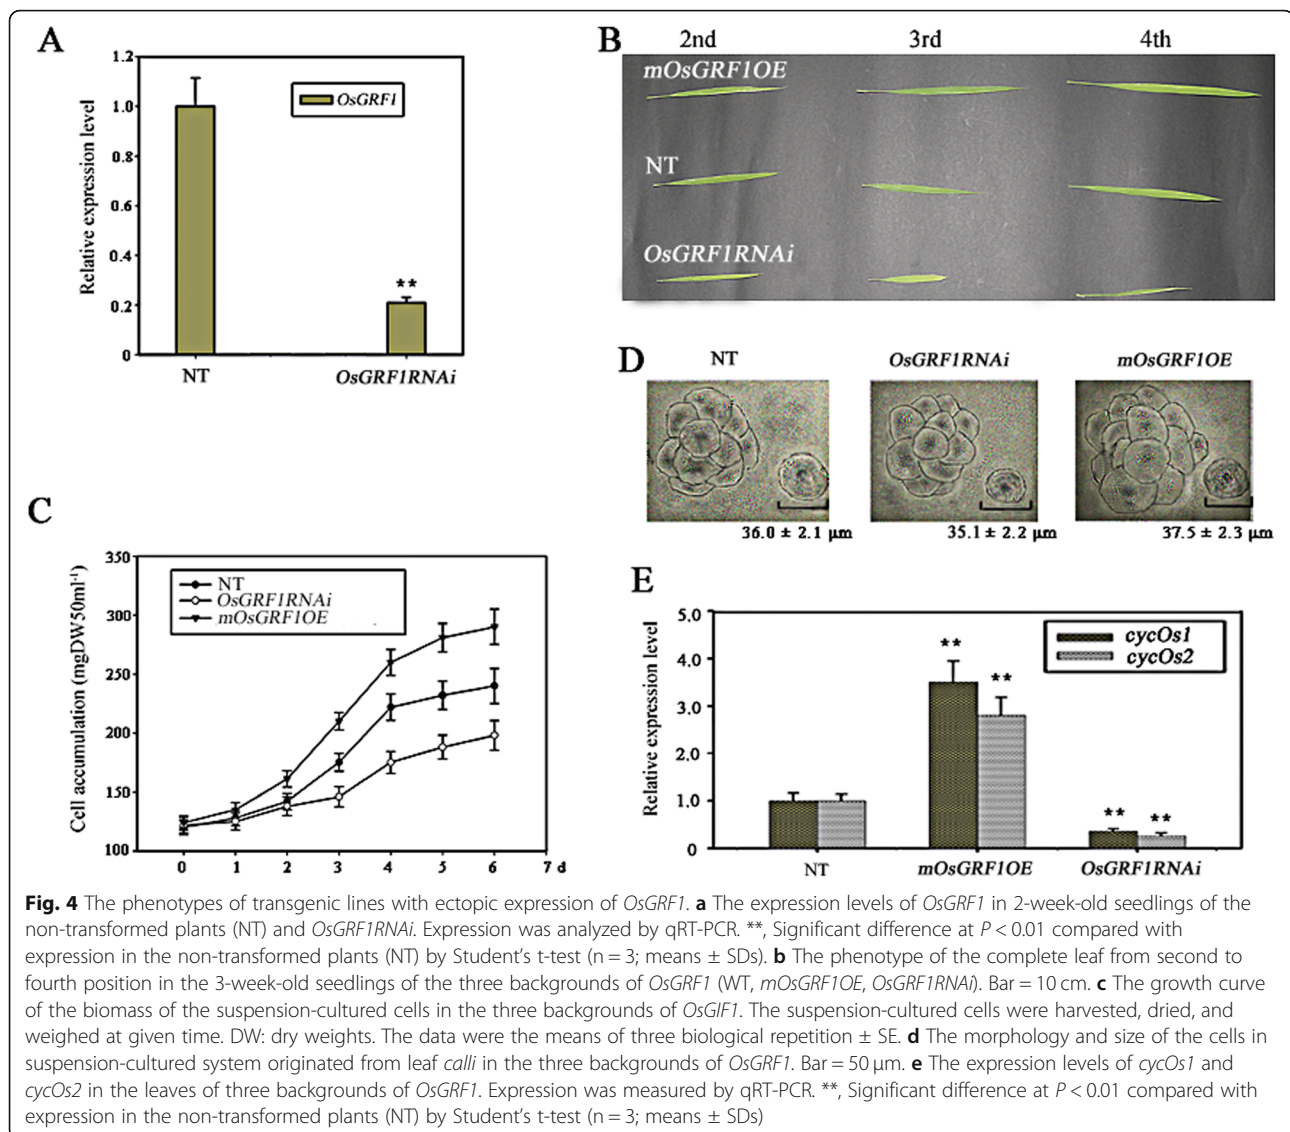 A
Relative expression level
1.2
1.0
0.8
0.6
0.4
0.2
0
OsGRF1
**
NT
OsGRF1RNAi
B
2nd 3rd 4th
mOsGRF1OE
NT
OsGRF1RNAi
C
Cell accumulation (mgDW50ml⁻¹)
350
300
250
200
150
100
NT
OsGRF1RNAi
mOsGRF1OE
0 1 2 3 4 5 6 7 d
D
NT OsGRF1RNAi mOsGRF1OE
36.0 ± 2.1 µm 35.1 ± 2.2 µm 37.5 ± 2.3 µm
E
Relative expression level
5.0
4.0
3.0
2.0
1.0
0
cycOs1
cycOs2
** ** ** **
NT mOsGRF1OE OsGRF1RNAi
Fig. 4 The phenotypes of transgenic lines with ectopic expression of OsGRF1. a The expression levels of OsGRF1 in 2-week-old seedlings of the
non-transformed plants (NT) and OsGRF1RNAi. Expression was analyzed by qRT-PCR. **, Significant difference at P < 0.01 compared with
expression in the non-transformed plants (NT) by Student's t-test (n = 3; means ± SDs). b The phenotype of the complete leaf from second to
fourth position in the 3-week-old seedlings of the three backgrounds of OsGRF1 (WT, mOsGRF1OE, OsGRF1RNAi). Bar = 10 cm. c The growth curve
of the biomass of the suspension-cultured cells in the three backgrounds of OsGIF1. The suspension-cultured cells were harvested, dried, and
weighed at given time. DW: dry weights. The data were the means of three biological repetition ± SE. d The morphology and size of the cells in
suspension-cultured system originated from leaf calli in the three backgrounds of OsGRF1. Bar = 50 µm. e The expression levels of cycOs1 and
cycOs2 in the leaves of three backgrounds of OsGRF1. Expression was measured by qRT-PCR. **, Significant difference at P < 0.01 compared with
expression in the non-transformed plants (NT) by Student's t-test (n = 3; means ± SDs)